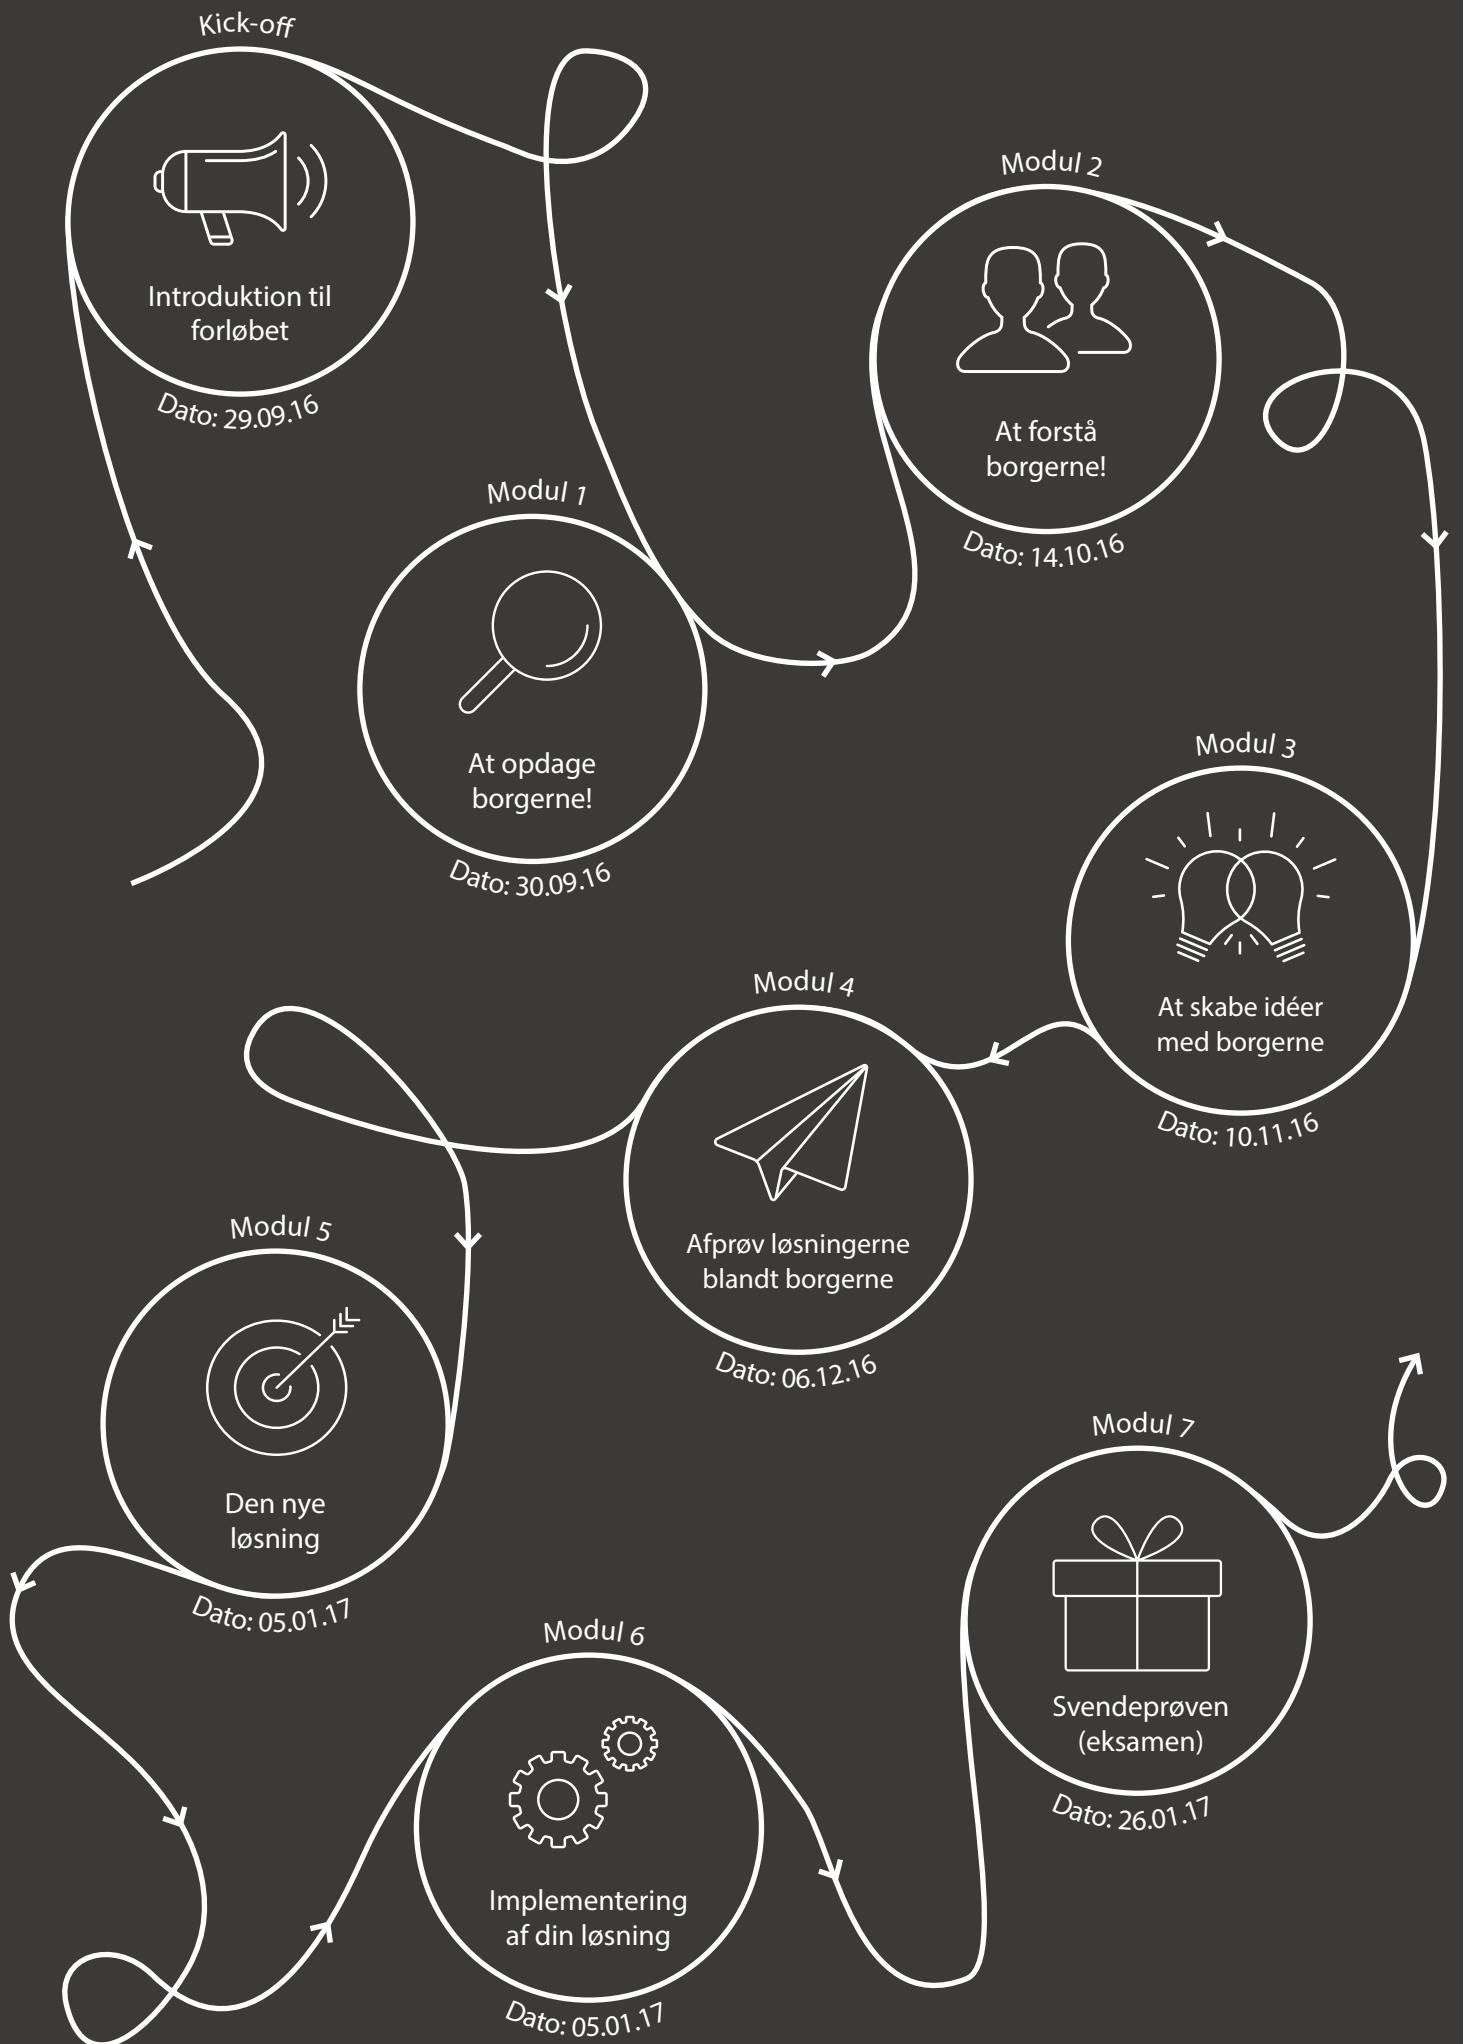 Kick-off
Introduktion til
forløbet
Dato: 29.09.16
Modul 1
At opdage
borgerne!
Dato: 30.09.16
Modul 2
At forstå
borgerne!
Dato: 14.10.16
Modul 3
At skabe idéer
med borgerne
Dato: 10.11.16
Modul 4
Afprøv løsningerne
blandt borgerne
Dato: 06.12.16
Modul 5
Den nye
løsning
Dato: 05.01.17
Modul 6
Implementering
af din løsning
Dato: 05.01.17
Modul 7
Svendeprøven
(eksamen)
Dato: 26.01.17